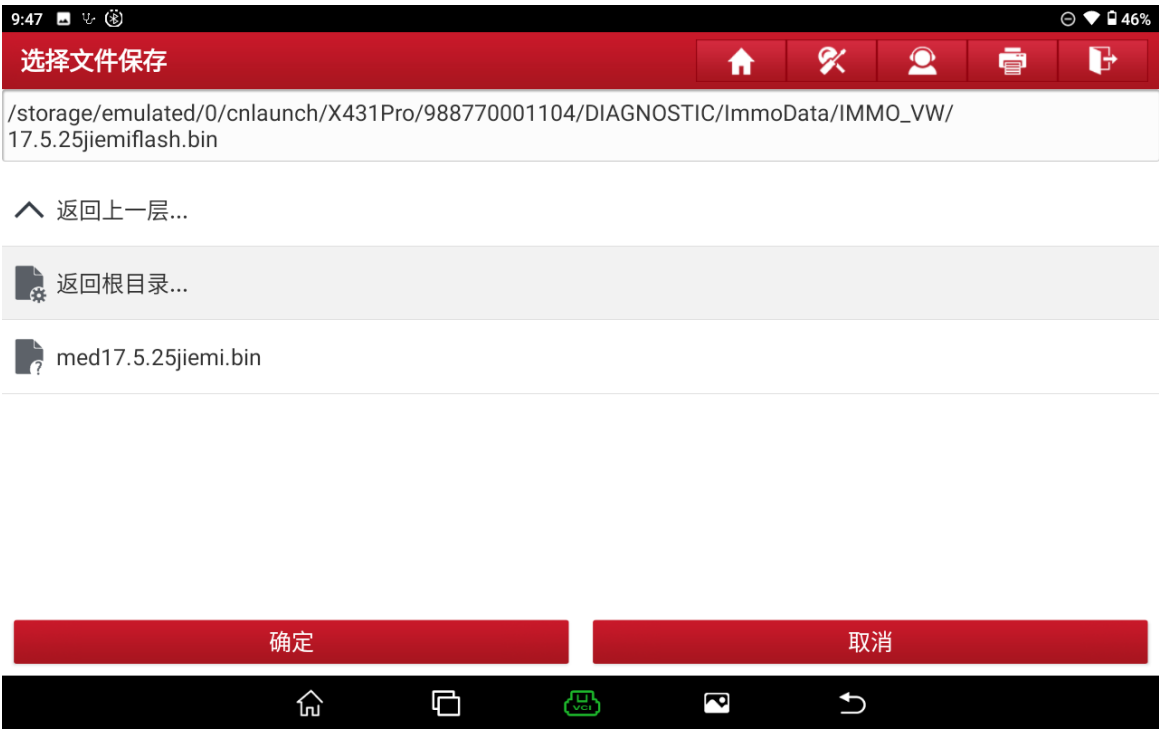 9:47
46%
选择文件保存
/storage/emulated/0/cnlaunch/X431Pro/988770001104/DIAGNOSTIC/ImmoData/IMMO_VW/
17.5.25jiemiflash.bin
返回上一层...
返回根目录...
med17.5.25jiemi.bin
确定
取消
VCI